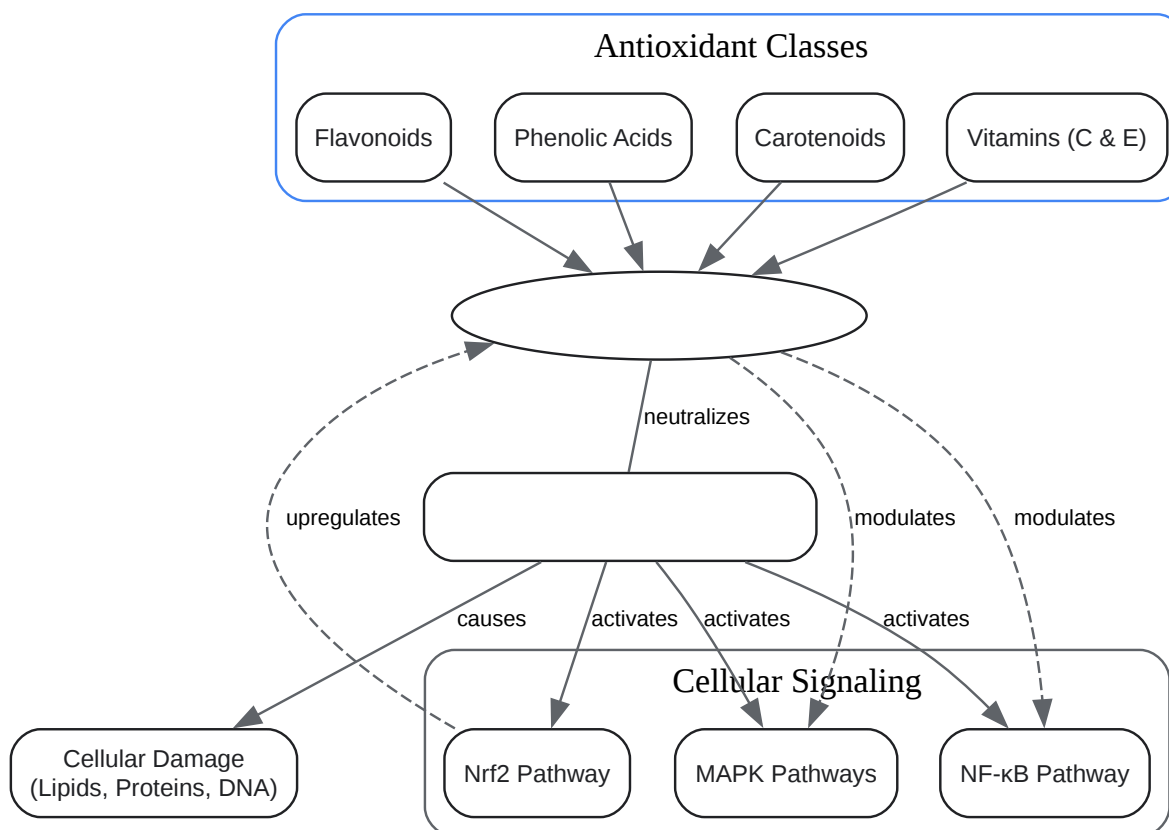 Antioxidant Classes
Flavonoids
Phenolic Acids
Carotenoids
Vitamins (C & E)
neutralizes
upregulates
modulates
modulates
causes
activates
activates
activates
Cellular Signaling
Cellular Damage
(Lipids, Proteins, DNA)
Nrf2 Pathway
MAPK Pathways
NF-κB Pathway